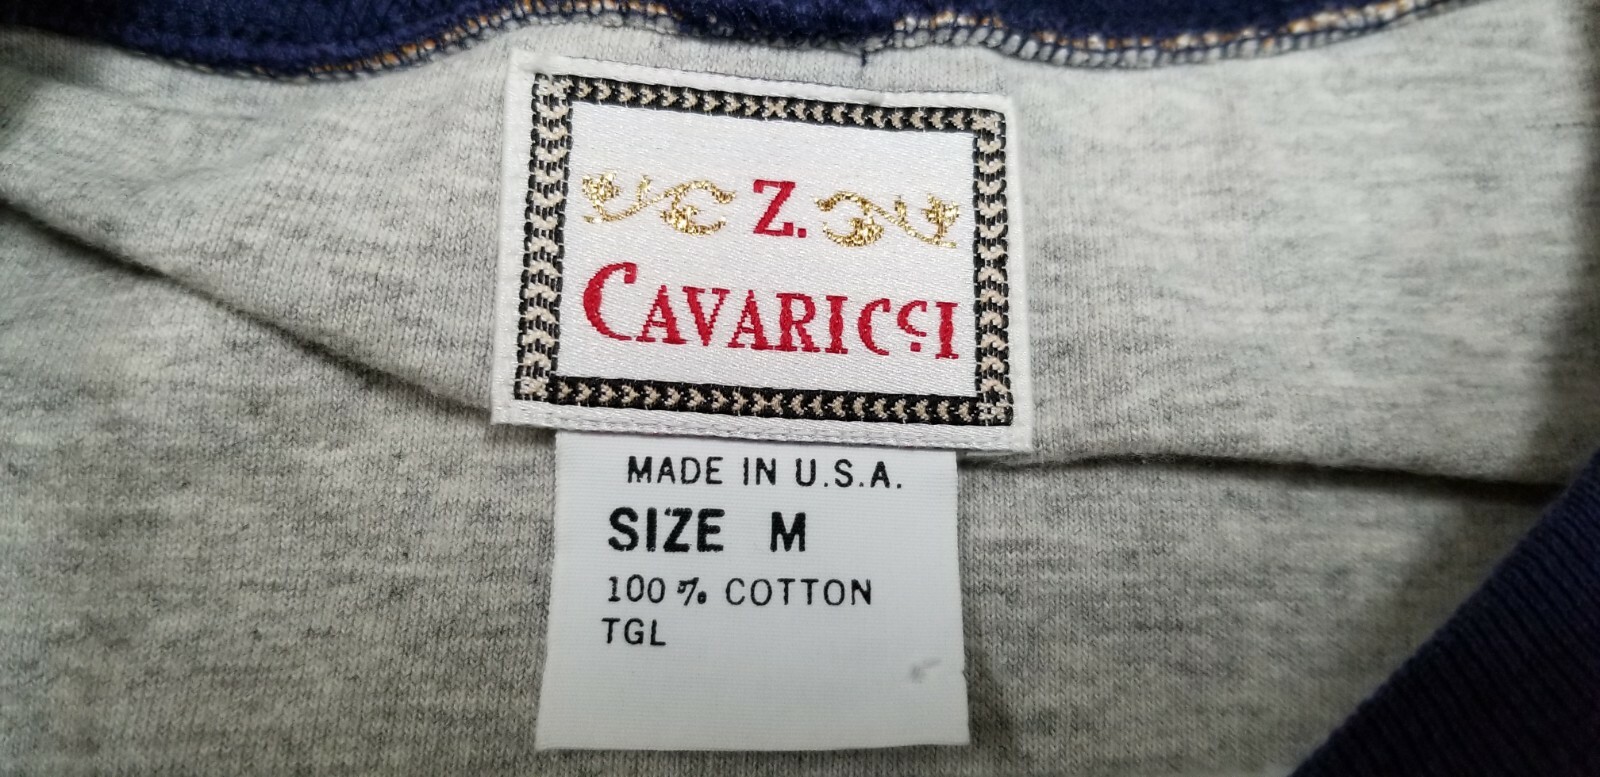 Z.
CAVARICCI
MADE IN U.S.A.
SIZE M
100% COTTON
TGL